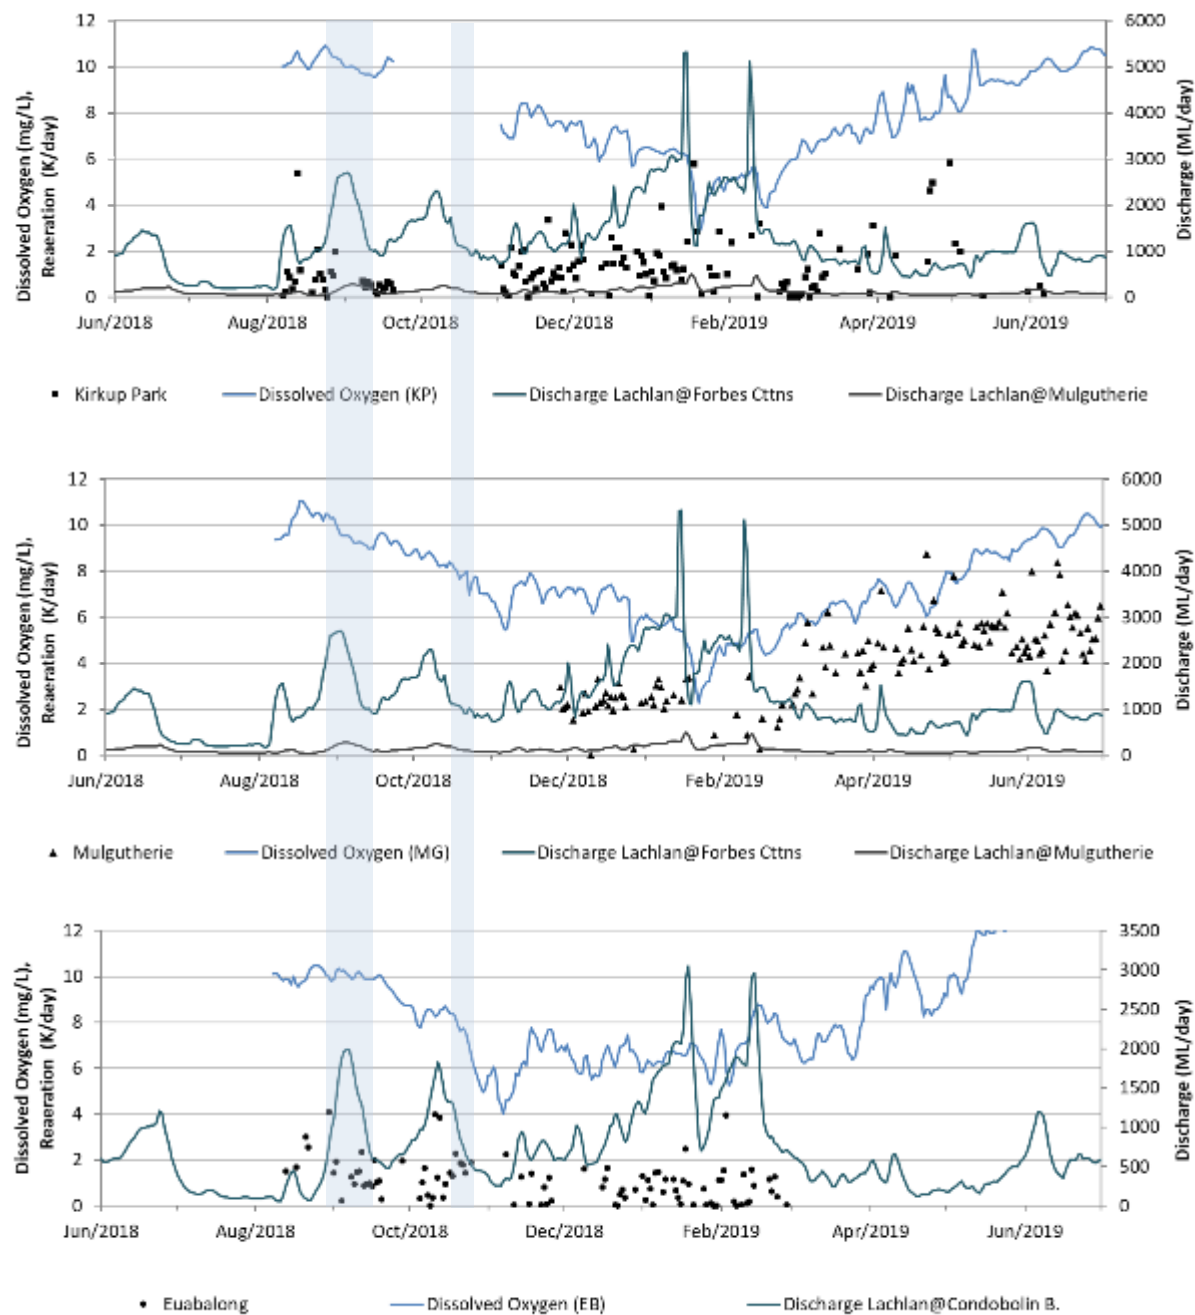 Dissolved Oxygen (mg/L),
Reaeration (K/day)
12
10
8
6
4
2
0
6000
5000
4000
3000
2000
1000
0
Discharge (ML/day)
Jun/2018 Aug/2018 Oct/2018 Dec/2018 Feb/2019 Apr/2019 Jun/2019
Kirkup Park Dissolved Oxygen (KP) Discharge Lachlan@Forbes Cttns Discharge Lachlan@Mulgutherie
Dissolved Oxygen (mg/L),
Reaeration (K/day)
12
10
8
6
4
2
0
6000
5000
4000
3000
2000
1000
0
Discharge (ML/day)
Jun/2018 Aug/2018 Oct/2018 Dec/2018 Feb/2019 Apr/2019 Jun/2019
Mulgutherie Dissolved Oxygen (MG) Discharge Lachlan@Forbes Cttns Discharge Lachlan@Mulgutherie
Dissolved Oxygen (mg/L),
Reaeration (K/day)
12
10
8
6
4
2
0
3500
3000
2500
2000
1500
1000
500
0
Discharge (ML/day)
Jun/2018 Aug/2018 Oct/2018 Dec/2018 Feb/2019 Apr/2019 Jun/2019
Euabalong Dissolved Oxygen (EB) Discharge Lachlan@Condobolin B.